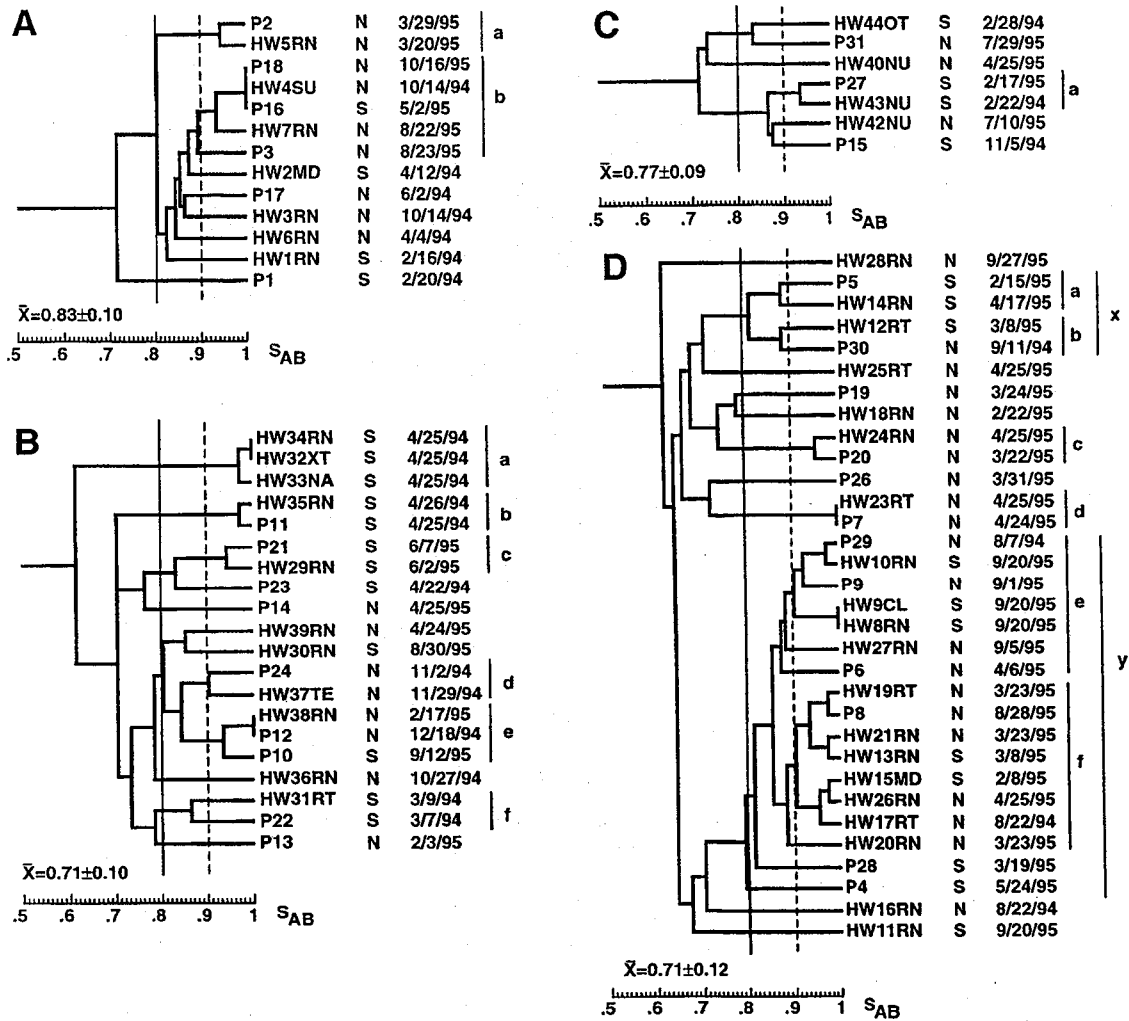 A
P2 N 3/29/95
HW5RN N 3/20/95
a
P18 N 10/16/95
HW4SU N 10/14/94
P16 S 5/2/95
b
HW7RN N 8/22/95
P3 N 8/23/95
HW2MD S 4/12/94
P17 N 6/2/94
HW3RN N 10/14/94
HW6RN N 4/4/94
HW1RN S 2/16/94
P1 S 2/20/94
X̄=0.83±0.10
.5 .6 .7 .8 .9 1 SAB
B
HW34RN S 4/25/94
HW32XT S 4/25/94 a
HW33NA S 4/25/94
HW35RN S 4/26/94
b
P11 S 4/25/94
P21 S 6/7/95
c
HW29RN S 6/2/95
P23 S 4/22/94
P14 N 4/25/95
HW39RN N 4/24/95
HW30RN S 8/30/95
P24 N 11/2/94
d
HW37TE N 11/29/94
HW38RN N 2/17/95
P12 N 12/18/94 e
P10 S 9/12/95
HW36RN N 10/27/94
HW31RT S 3/9/94
f
P22 S 3/7/94
P13 N 2/3/95
X̄=0.71±0.10
.5 .6 .7 .8 .9 1 SAB
C
HW44OT S 2/28/94
P31 N 7/29/95
HW40NU N 4/25/95
P27 S 2/17/95
a
HW43NU S 2/22/94
HW42NU N 7/10/95
P15 S 11/5/94
X̄=0.77±0.09
.5 .6 .7 .8 .9 1 SAB
D
HW28RN N 9/27/95
P5 S 2/15/95
a
HW14RN S 4/17/95
x
HW12RT S 3/8/95
b
P30 N 9/11/94
HW25RT N 4/25/95
P19 N 3/24/95
HW18RN N 2/22/95
HW24RN N 4/25/95
c
P20 N 3/22/95
P26 N 3/31/95
HW23RT N 4/25/95
d
P7 N 4/24/95
P29 N 8/7/94
HW10RN S 9/20/95
P9 N 9/1/95
e
HW9CL S 9/20/95
HW8RN S 9/20/95
HW27RN N 9/5/95
y
P6 N 4/6/95
HW19RT N 3/23/95
P8 N 8/28/95
HW21RN N 3/23/95
HW13RN S 3/8/95
f
HW15MD S 2/8/95
HW26RN N 4/25/95
HW17RT N 8/22/94
HW20RN N 3/23/95
P28 S 3/19/95
P4 S 5/24/95
HW16RN N 8/22/94
HW11RN S 9/20/95
X̄=0.71±0.12
.5 .6 .7 .8 .9 1 SAB